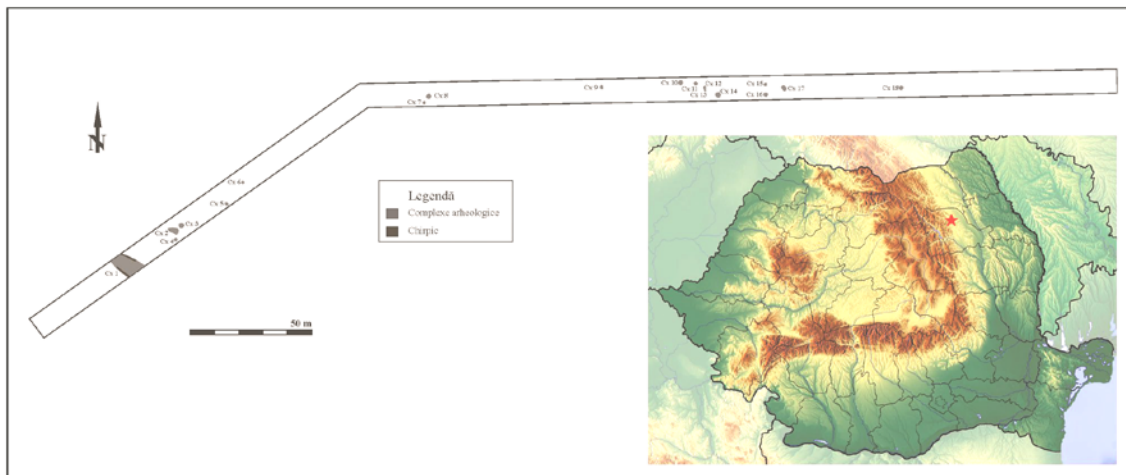 Cx 10
Cx 12
Cx 15
Cx 9
Cx 11
Cx 17
Cx 14
Cx 13
Cx 16
Cx 8
Cx 7
N
Cx 6
Legendă
Cx 5
Complexe arheologice
Cx 3
Cx 2
Chirpic
Cx 4
Cx 1
50 m